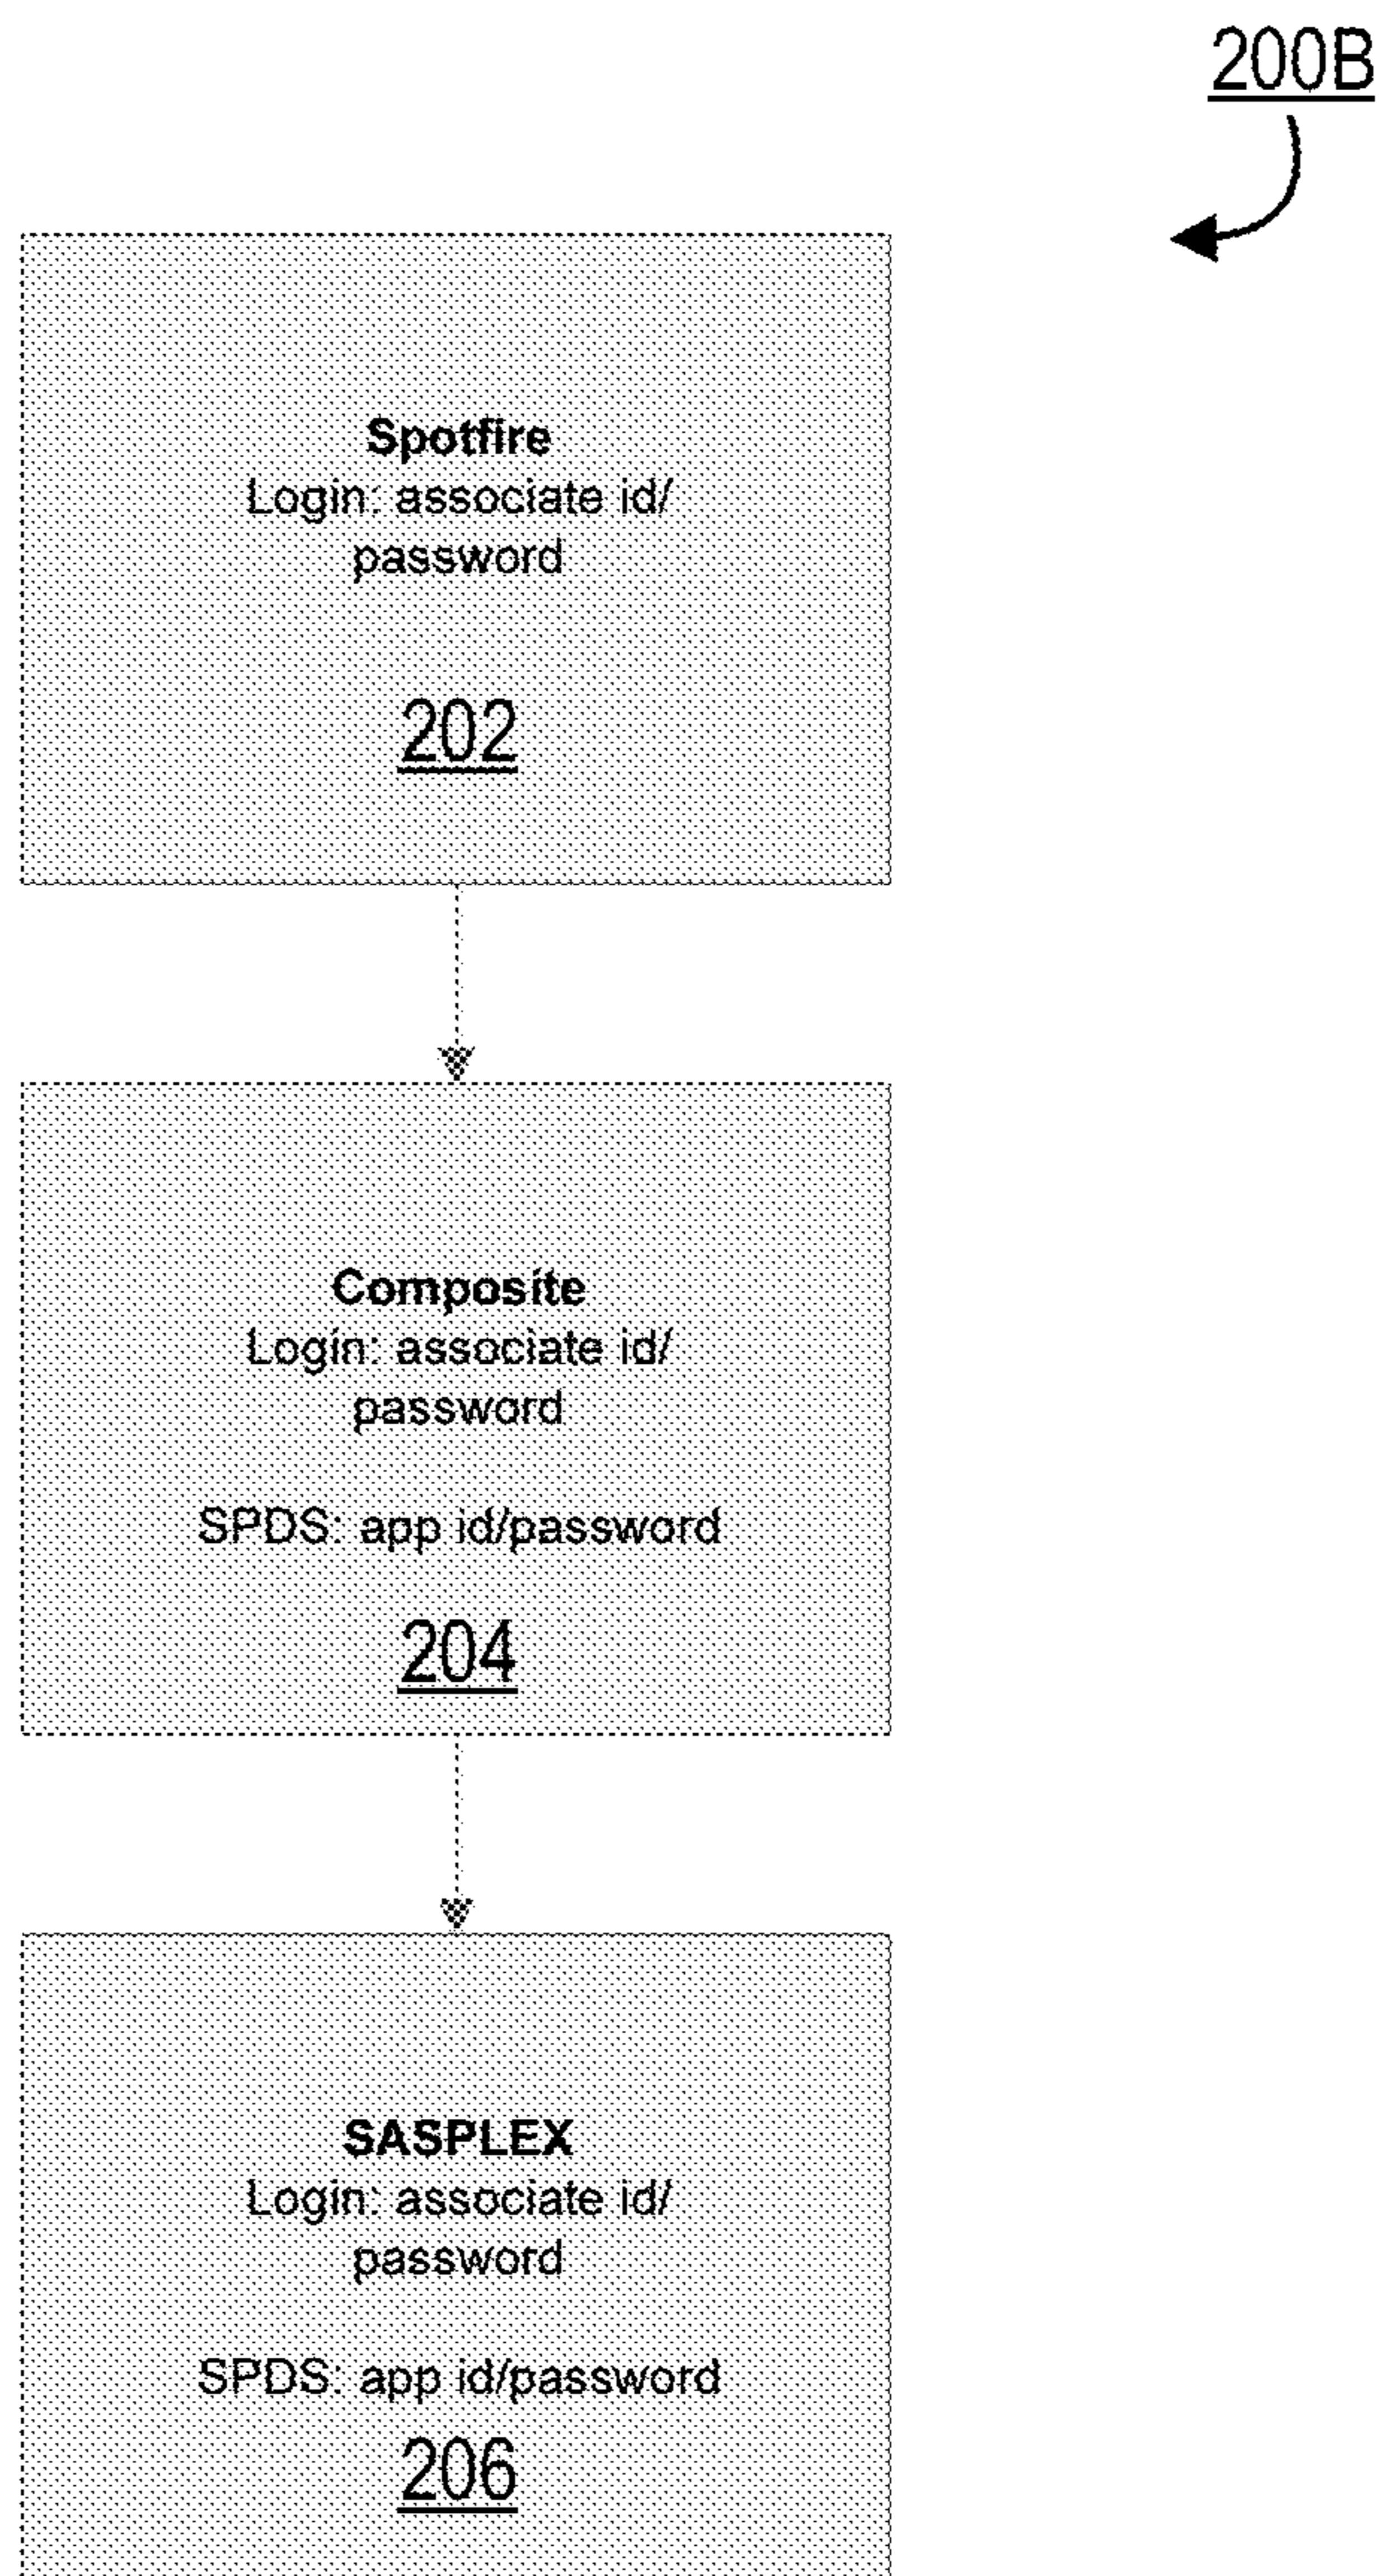 200B
Spotfire
Login: associate id/
password
202
Composite
Login: associate id/
password
SPDS: app id/password
204
SASPLEX
Login: associate id/
password
SPDS: app id/password
206